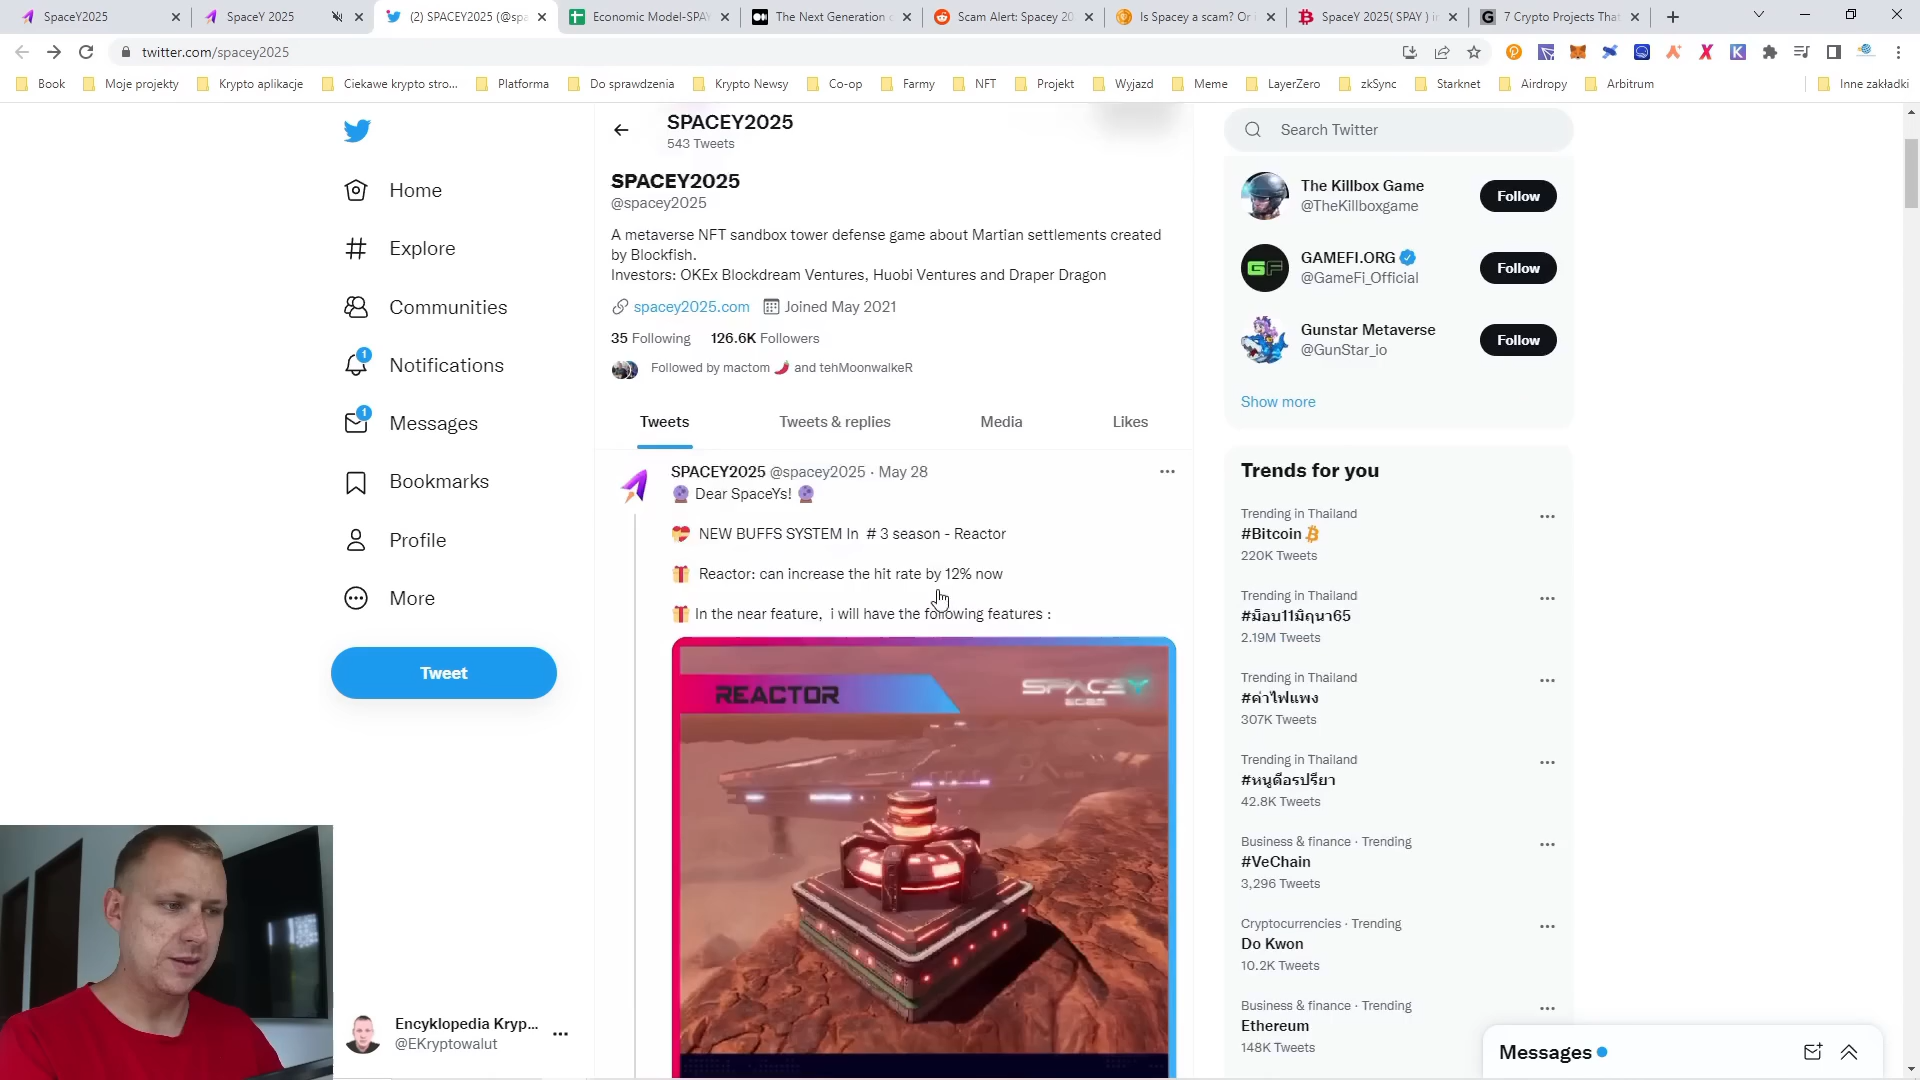 SpaceY2025
SpaceY 2025
(2) SPACEY2025 (@spa
Economic Model-SPAY
The Next Generation o
Scam Alert: Spacey 20
Is Spacey a scam? Or i
SpaceY 2025( SPAY ) i
7 Crypto Projects That
twitter.com/spacey2025
Book
Moje projekty
Krypto aplikacje
Ciekawe krypto stro...
Platforma
Do sprawdzenia
Krypto Newsy
Co-op
Farmy
NFT
Projekt
Wyjazd
Meme
LayerZero
zkSync
Starknet
Airdropy
Arbitrum
Inne zakładki
Home
Explore
Communities
1
Notifications
1
Messages
Bookmarks
Profile
More
Tweet
Encyklopedia Kryp...
@EKryptowalut
SPACEY2025
543 Tweets
SPACEY2025
@spacey2025
A metaverse NFT sandbox tower defense game about Martian settlements created
by Blockfish.
Investors: OKEx Blockdream Ventures, Huobi Ventures and Draper Dragon
spacey2025.com Joined May 2021
35 Following 126.6K Followers
Followed by mactom 🌶️ and tehMoonwalkeR
Tweets
Tweets & replies
Media
Likes
SPACEY2025 @spacey2025 · May 28
🔮 Dear SpaceYs! 🔮
💝 NEW BUFFS SYSTEM In # 3 season - Reactor
🎁 Reactor: can increase the hit rate by 12% now
🎁 In the near feature, i will have the following features :
REACTOR
SPACEY
2025
Search Twitter
The Killbox Game
@TheKillboxgame
Follow
GAMEFI.ORG
@GameFi_Official
Follow
Gunstar Metaverse
@GunStar_io
Follow
Show more
Trends for you
Trending in Thailand
#Bitcoin
220K Tweets
Trending in Thailand
#ม็อบ11มิถุนา65
2.19M Tweets
Trending in Thailand
#ค่าไฟแพง
307K Tweets
Trending in Thailand
#หนูดีอรปรียา
42.8K Tweets
Business & finance · Trending
#VeChain
3,296 Tweets
Cryptocurrencies · Trending
Do Kwon
10.2K Tweets
Business & finance · Trending
Ethereum
148K Tweets
Messages